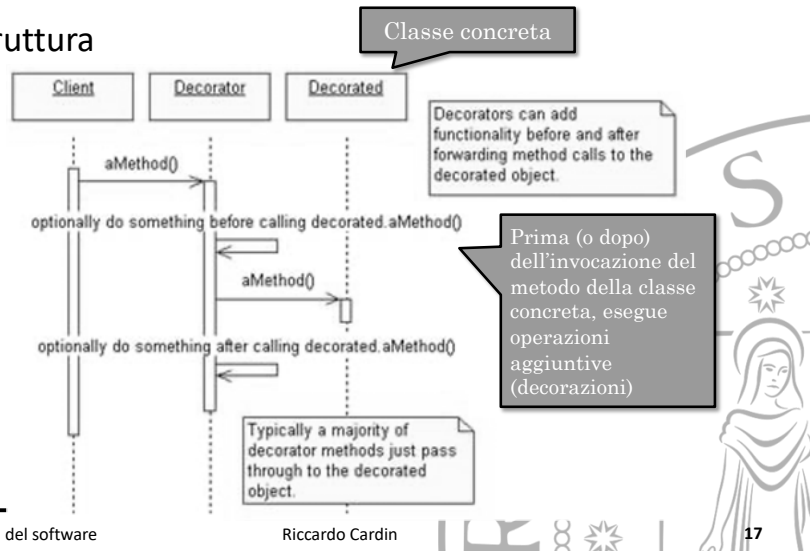 ruttura
Classe concreta
Client
Decorator
Decorated
Decorators can add
functionality before and after
forwarding method calls to the
decorated object.
aMethod()
optionally do something before calling decorated.aMethod()
Prima (o dopo)
dell'invocazione del
metodo della classe
concreta, esegue
operazioni
aggiuntive
(decorazioni)
aMethod()
optionally do something after calling decorated.aMethod()
Typically a majority of
decorator methods just pass
through to the decorated
object.
S
del software
Riccardo Cardin
17